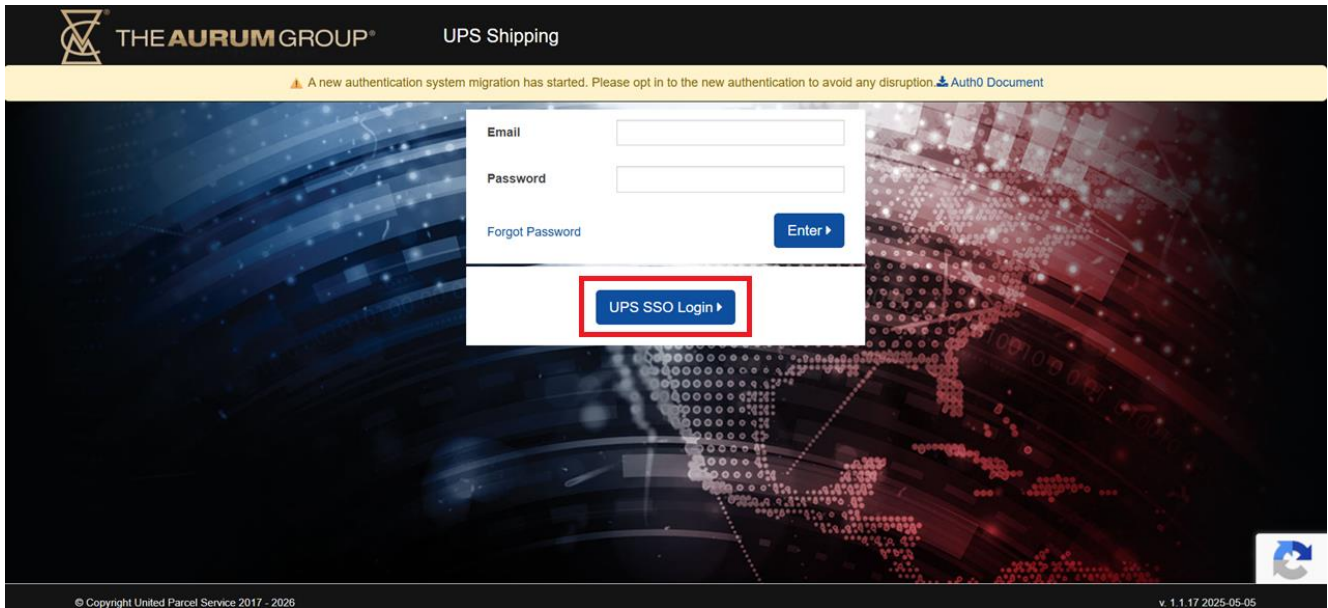 THE AURUM GROUP® UPS Shipping
A new authentication system migration has started. Please opt in to the new authentication to avoid any disruption. Auth0 Document
Email
Password
Forgot Password Enter
UPS SSO Login
© Copyright United Parcel Service 2017 - 2026 v. 1.1.17 2025-05-05